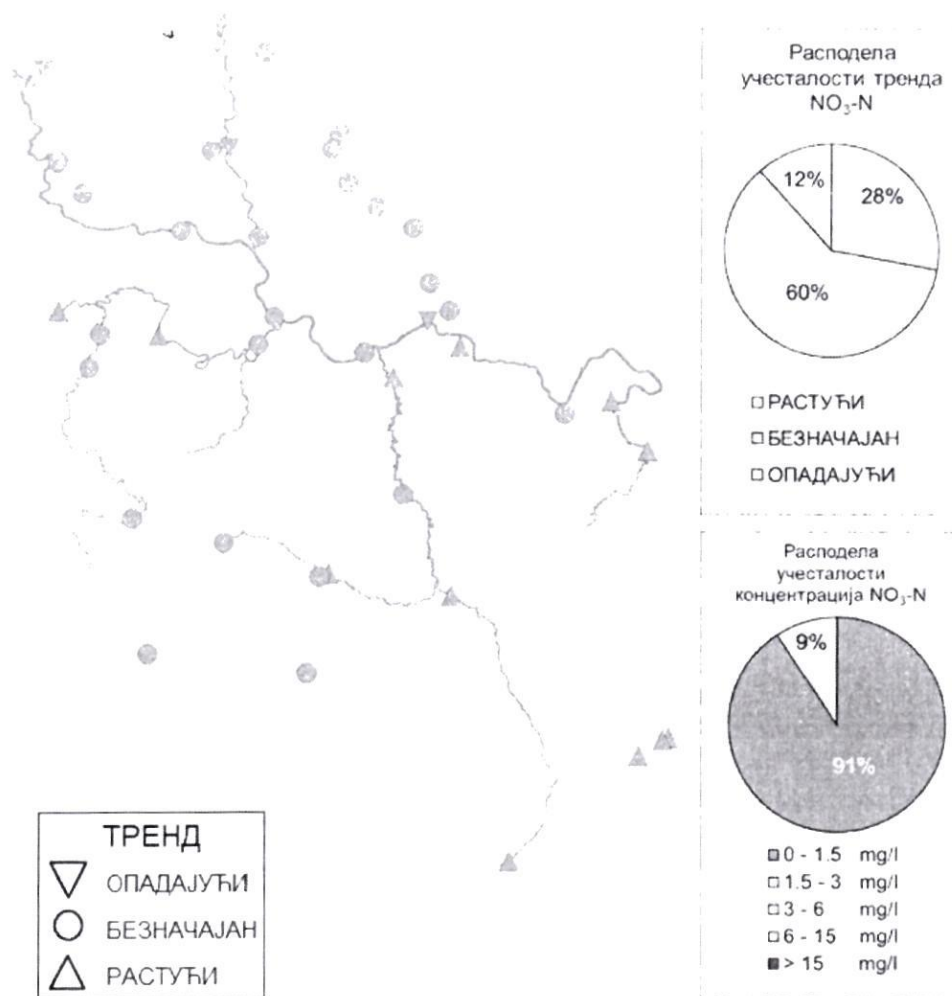 Расподела
учесталости тренда
NO₃-N
12%
28%
60%
РАСТУЋИ
БЕЗНАЧАЈАН
ОПАДАЈУЋИ
Расподела
учесталости
концентрација NO₃-N
9%
91%
0 - 1.5 mg/l
1.5 - 3 mg/l
3 - 6 mg/l
6 - 15 mg/l
> 15 mg/l
ТРЕНД
ОПАДАЈУЋИ
БЕЗНАЧАЈАН
РАСТУЋИ